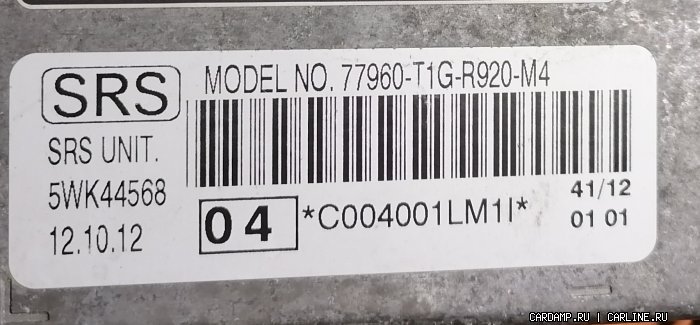 SRS
MODEL NO. 77960-T1G-R920-M4
SRS UNIT.
5WK44568
12.10.12
04
*C004001LM1I*
41/12
01 01
CARDAMP.RU | CARLINE.RU